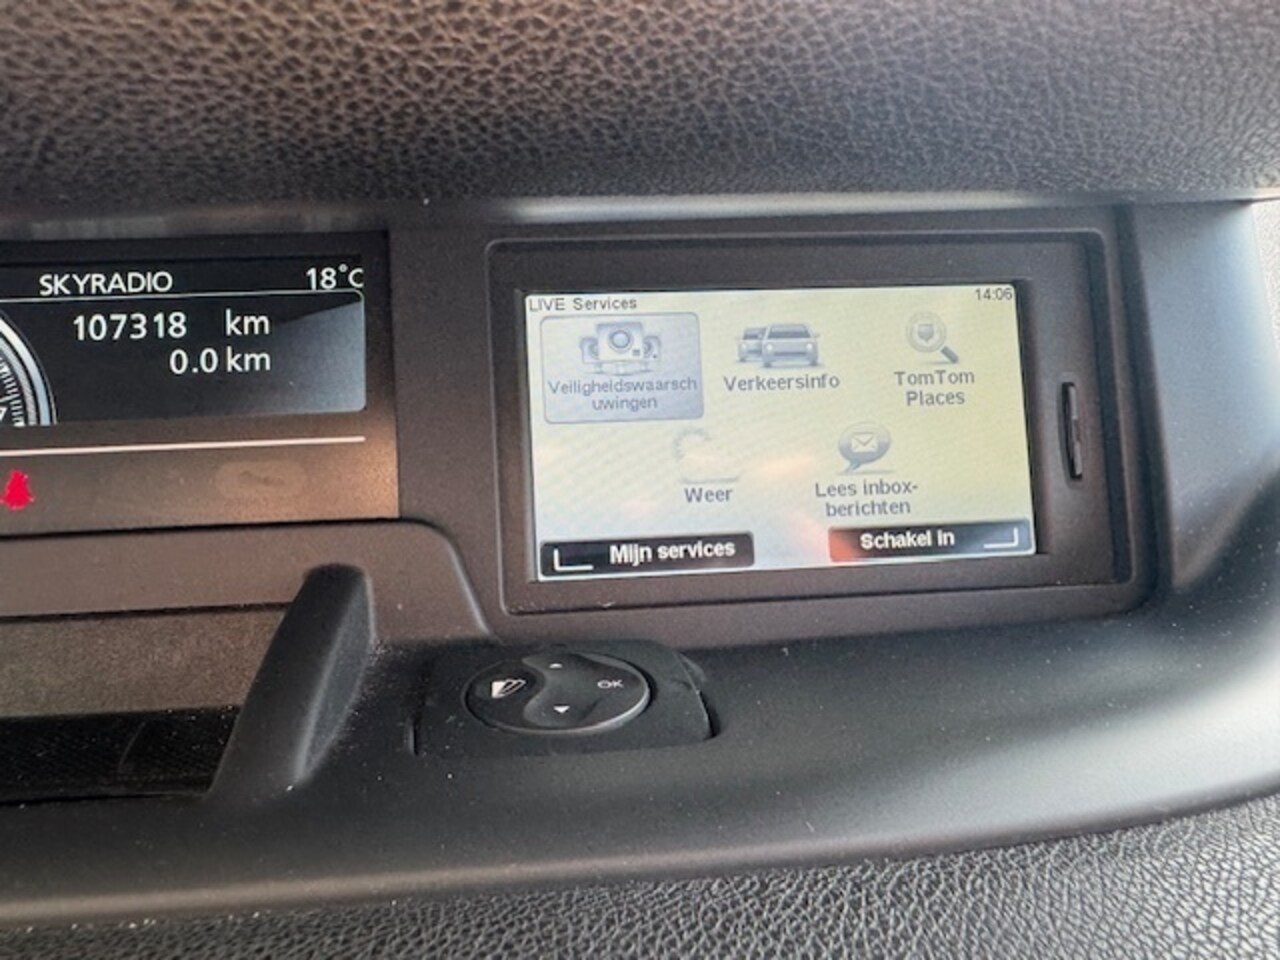 SKYRADIO 18°C
107318 km
0.0 km
LIVE Services 14:06
Veiligheidswaarsch
uwingen
Verkeersinfo
TomTom
Places
Weer
Lees inbox-
berichten
Mijn services
Schakel in
OK